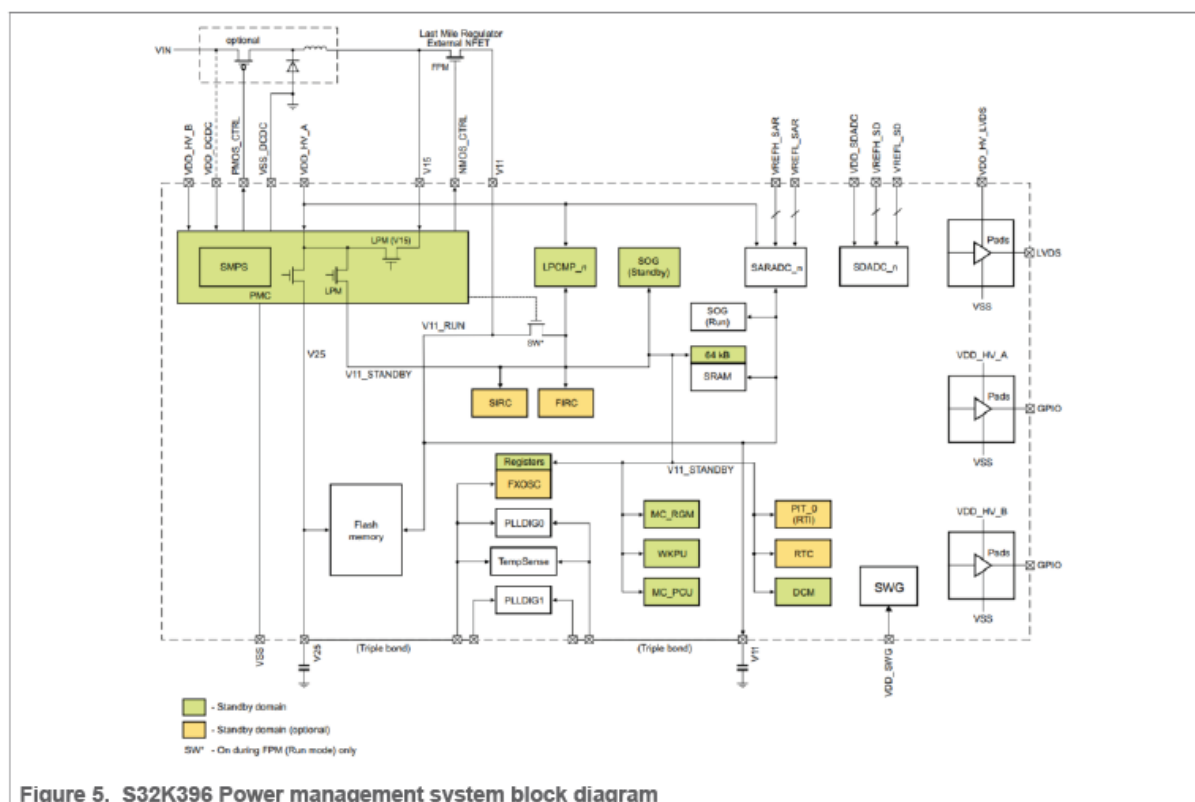 Last Mile Regulator
External NFET
optional
VIN
FPM
VDD_HV_B
VDD_DCDC
PMOS_CTRL
VSS_DCDC
VDD_HV_A
V15
NMOS_CTRL
V11
VREFH_SAR
VREFL_SAR
VDD_SDADC
VREFH_SD
VREFL_SD
VDD_HV_LVDS
LPM (V15)
SMPS
PMC
LPM
LPCMP_n
SOG
(Standby)
SARADC_n
SDADC_n
Pads
LVDS
VSS
SOG
(Run)
V11_RUN
SW*
V25
V11_STANDBY
64 kB
SRAM
VDD_HV_A
Pads
GPIO
VSS
SIRC
FIRC
Registers
FXOSC
V11_STANDBY
Flash
memory
PLLDIG0
TempSense
PLLDIG1
MC_RGM
WKPU
MC_PCU
PIT_0
(RTI)
RTC
DCM
VDD_HV_B
Pads
GPIO
VSS
SWG
VSS
V25
(Triple bond)
(Triple bond)
V11
VDD_SWG
- Standby domain
- Standby domain (optional)
SW* - On during FPM (Run mode) only
Figure 5. S32K396 Power management system block diagram